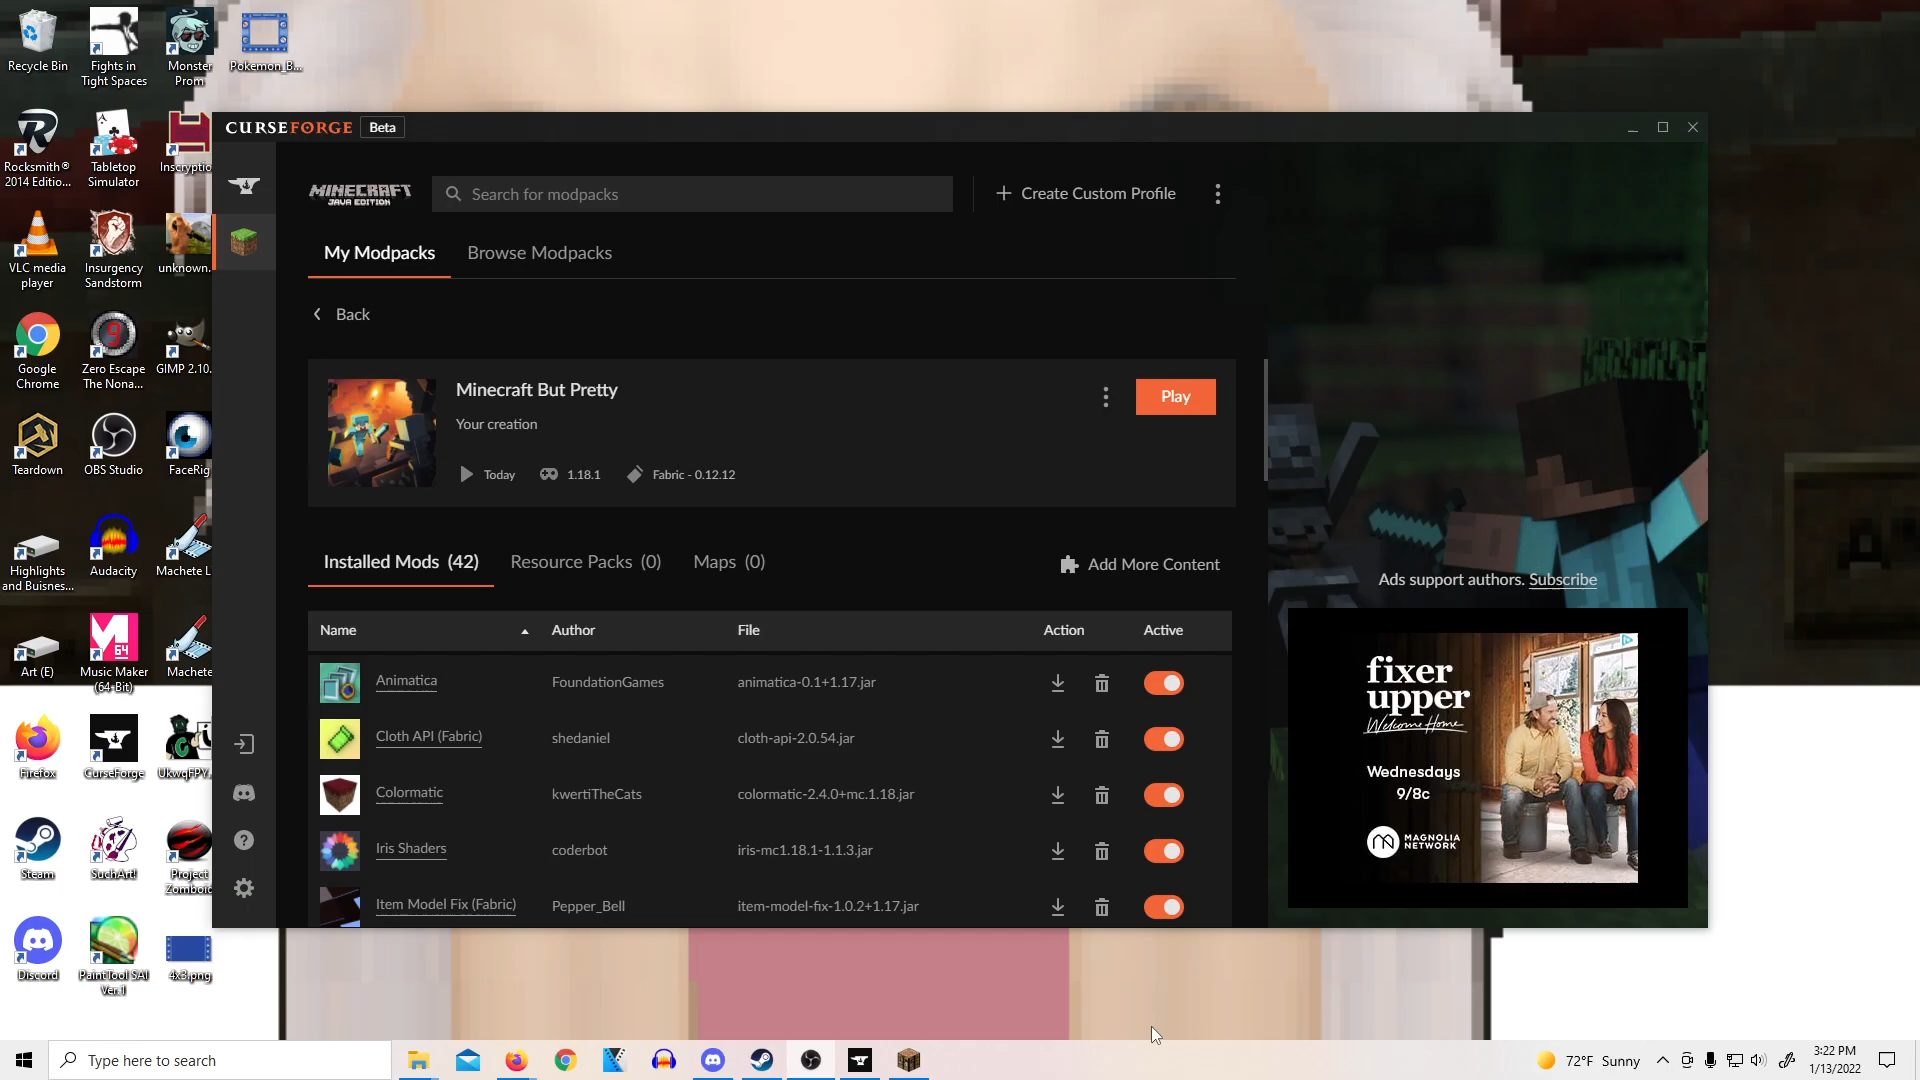 Recycle Bin
Fights in
Tight Spaces
Monster
Prom
Pokemon_B...
Rocksmith®
2014 Editio...
Tabletop
Simulator
Inscryptio
VLC media
player
Insurgency
Sandstorm
unknown.
Google
Chrome
Zero Escape
The Nona...
GIMP 2.10.
Teardown
OBS Studio
FaceRig
Highlights
and Buisnes...
Audacity
Machete L
Art (E)
Music Maker
(64-Bit)
Machete
Firefox
CurseForge
UkwqFPY.
Steam
SuchArt!
Project
Zomboid
Discord
PaintTool SAI
Ver.1
4x3.png
CURSEFORGE Beta
MINECRAFT
JAVA EDITION
Search for modpacks
Create Custom Profile
My Modpacks
Browse Modpacks
Back
Minecraft But Pretty
Your creation
Today
1.18.1
Fabric - 0.12.12
Play
Installed Mods (42)
Resource Packs (0)
Maps (0)
Add More Content
Name Author File Action Active
Animatica FoundationGames animatica-0.1+1.17.jar
Cloth API (Fabric) shedaniel cloth-api-2.0.54.jar
Colormatic kwertiTheCats colormatic-2.4.0+mc.1.18.jar
Iris Shaders coderbot iris-mc1.18.1-1.1.3.jar
Item Model Fix (Fabric) Pepper_Bell item-model-fix-1.0.2+1.17.jar
Ads support authors. Subscribe
fixer
upper
Welcome Home
Wednesdays
9/8c
MAGNOLIA
NETWORK
Type here to search
72°F Sunny
3:22 PM
1/13/2022